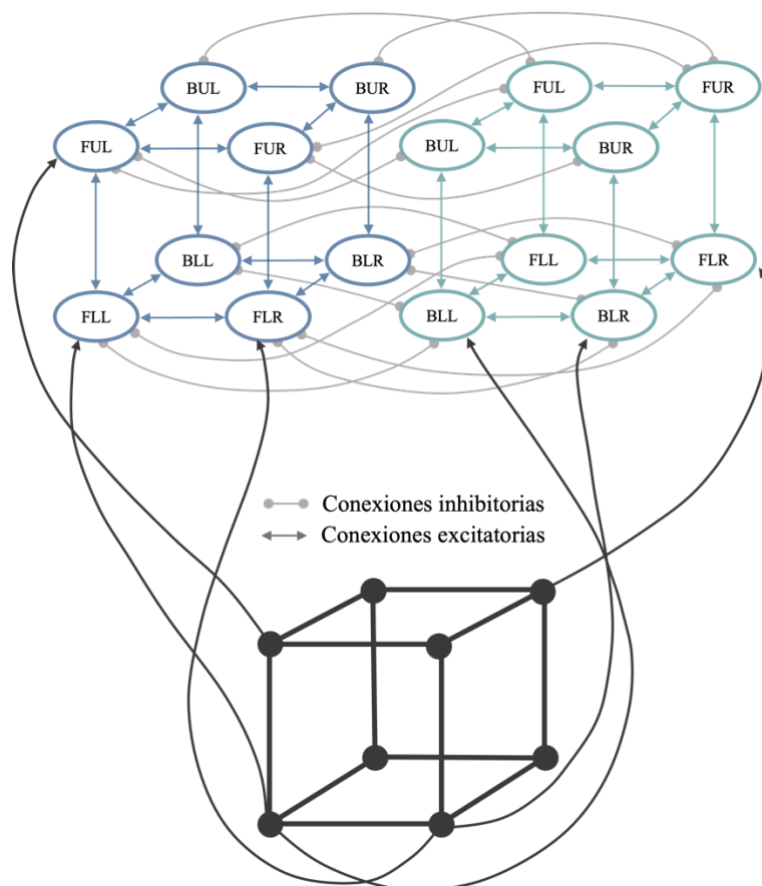 BUL BUR FUL FUR
FUL FUR BUL BUR
BLL BLR FLL FLR
FLL FLR BLL BLR
Conexiones inhibitorias
Conexiones excitatorias